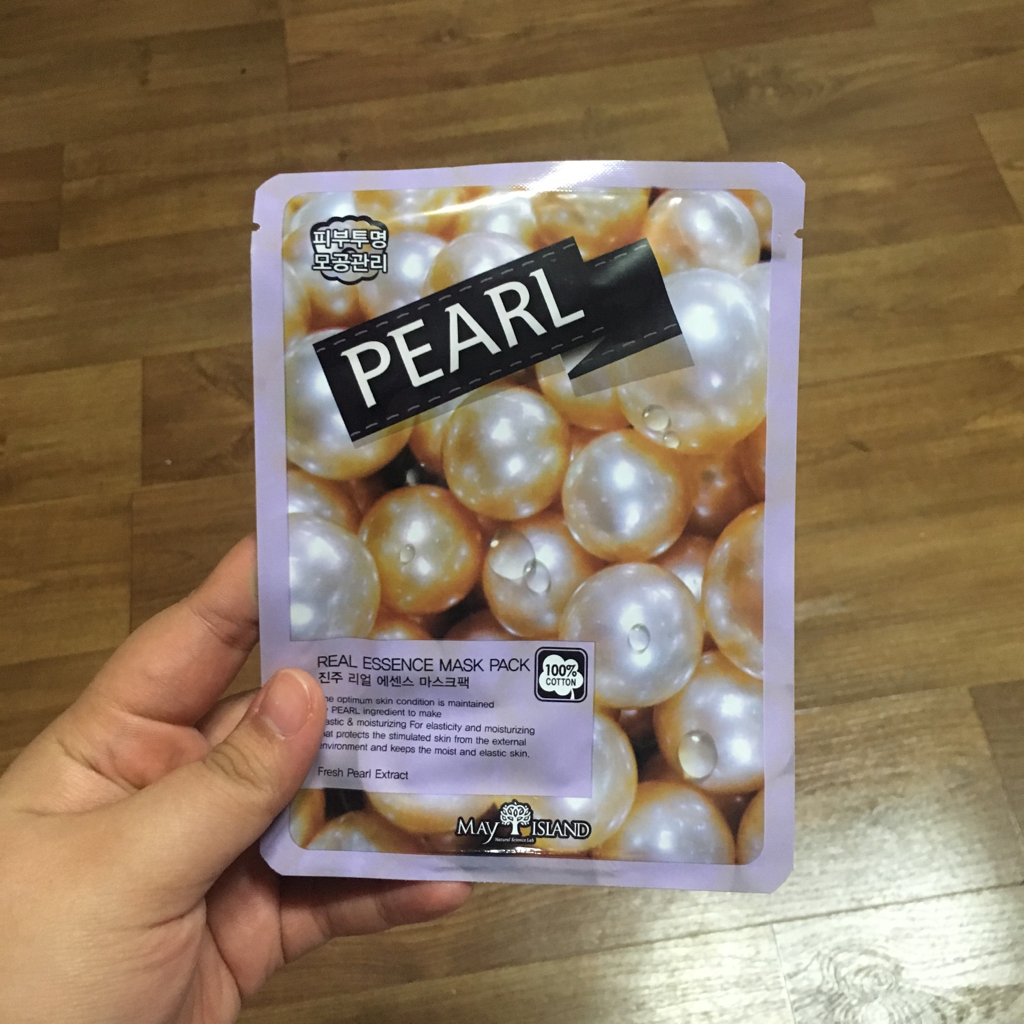 피부투명
모공관리
PEARL
REAL ESSENCE MASK PACK
진주 리얼 에센스 마스크팩
100%
COTTON
optimum skin condition is maintained
PEARL ingredient to make
& moisturizing For elasticity and moisturizing
protects the stimulated skin from the external
and keeps the moist and elastic skin.
Fresh Pearl Extract
MAY ISLAND
Natural Science Lab